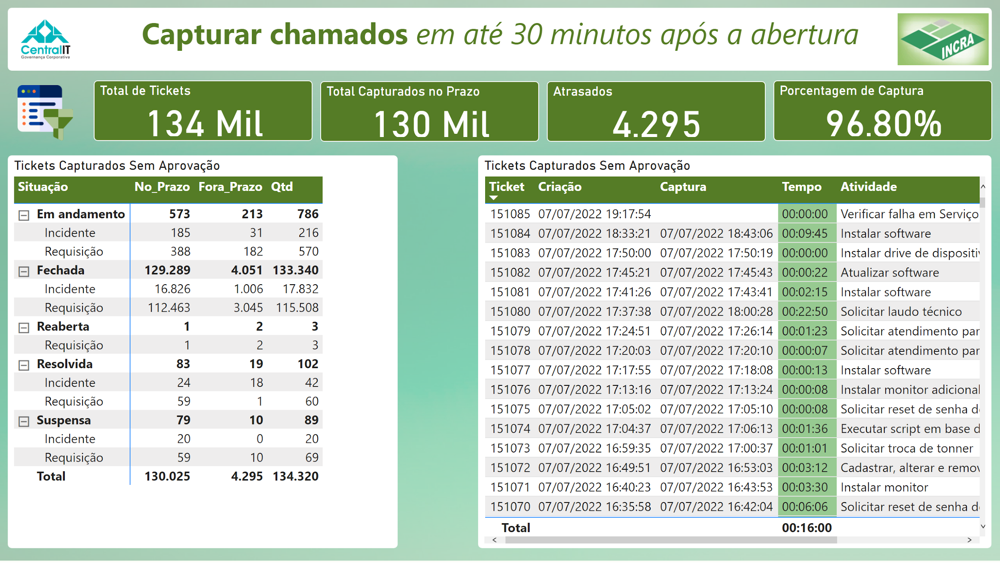 CentralIT
Governança Corporativa
Capturar chamados em até 30 minutos após a abertura
INCRA
Total de Tickets
134 Mil
Total Capturados no Prazo
130 Mil
Atrasados
4.295
Porcentagem de Captura
96.80%
Tickets Capturados Sem Aprovação
Situação No_Prazo Fora_Prazo Qtd
Em andamento 573 213 786
Incidente 185 31 216
Requisição 388 182 570
Fechada 129.289 4.051 133.340
Incidente 16.826 1.006 17.832
Requisição 112.463 3.045 115.508
Reaberta 1 2 3
Requisição 1 2 3
Resolvida 83 19 102
Incidente 24 18 42
Requisição 59 1 60
Suspensa 79 10 89
Incidente 20 0 20
Requisição 59 10 69
Total 130.025 4.295 134.320
Tickets Capturados Sem Aprovação
Ticket Criação Captura Tempo Atividade
151085 07/07/2022 19:17:54 00:00:00 Verificar falha em Serviço
151084 07/07/2022 18:33:21 07/07/2022 18:43:06 00:09:45 Instalar software
151083 07/07/2022 17:50:00 07/07/2022 17:50:19 00:00:00 Instalar drive de dispositiv
151082 07/07/2022 17:45:21 07/07/2022 17:45:43 00:00:22 Atualizar software
151081 07/07/2022 17:41:26 07/07/2022 17:43:41 00:02:15 Instalar software
151080 07/07/2022 17:37:38 07/07/2022 18:00:28 00:22:50 Solicitar laudo técnico
151079 07/07/2022 17:24:51 07/07/2022 17:26:14 00:01:23 Solicitar atendimento par
151078 07/07/2022 17:20:03 07/07/2022 17:20:10 00:00:07 Solicitar atendimento par
151077 07/07/2022 17:17:55 07/07/2022 17:18:08 00:00:13 Instalar software
151076 07/07/2022 17:13:16 07/07/2022 17:13:24 00:00:08 Instalar monitor adicional
151075 07/07/2022 17:05:02 07/07/2022 17:05:10 00:00:08 Solicitar reset de senha d
151074 07/07/2022 17:04:37 07/07/2022 17:06:13 00:01:36 Executar script em base d
151073 07/07/2022 16:59:35 07/07/2022 17:00:37 00:01:01 Solicitar troca de tonner
151072 07/07/2022 16:49:51 07/07/2022 16:53:03 00:03:12 Cadastrar, alterar e remov
151071 07/07/2022 16:40:23 07/07/2022 16:43:53 00:03:30 Instalar monitor
151070 07/07/2022 16:35:58 07/07/2022 16:42:04 00:06:06 Solicitar reset de senha d
Total 00:16:00